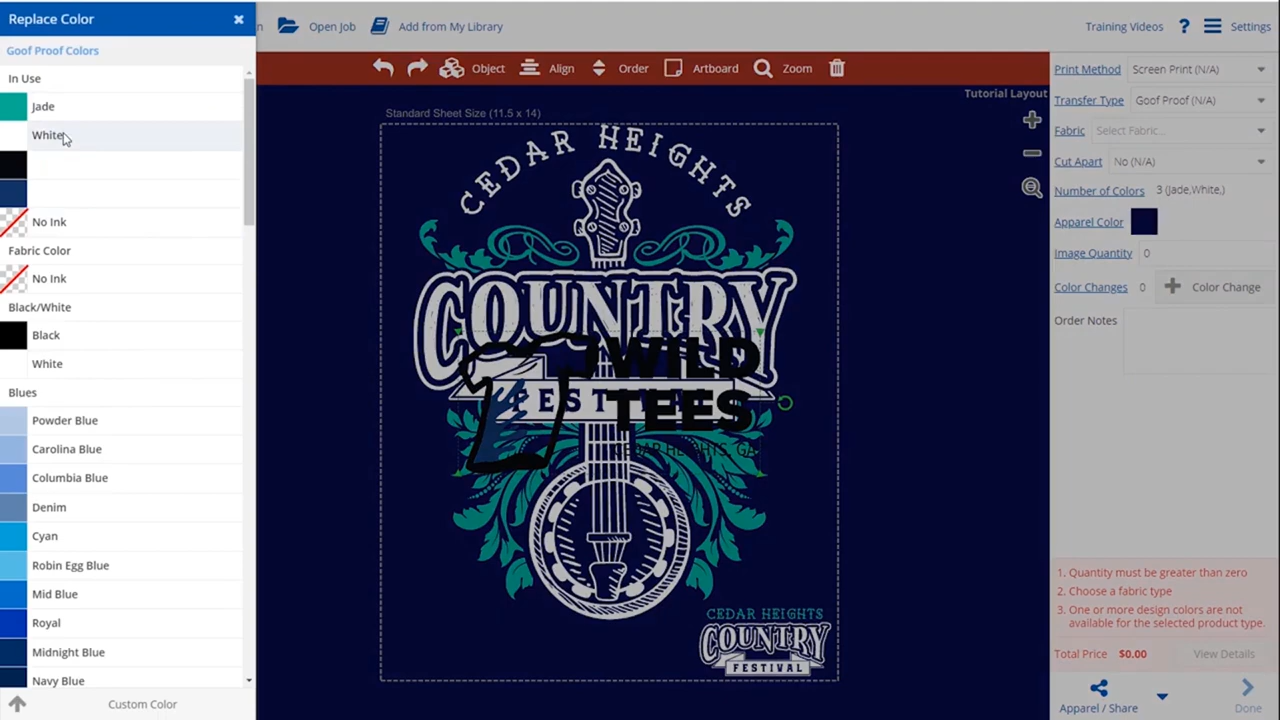 Replace Color
Goof Proof Colors
In Use
Jade
White
No Ink
Fabric Color
No Ink
Black/White
Black
White
Blues
Powder Blue
Carolina Blue
Columbia Blue
Denim
Cyan
Robin Egg Blue
Mid Blue
Royal
Midnight Blue
Navy Blue
Custom Color
n Open Job Add from My Library
Training Videos ? Settings
Object Align Order Artboard Zoom
Tutorial Layout
Standard Sheet Size (11.5 x 14)
CEDAR HEIGHTS
COUNTRY
FESTIVAL
WILD
TEES
CEDAR HEIGHTS, GA
CEDAR HEIGHTS
COUNTRY
FESTIVAL
Print Method Screen Print (N/A)
Transfer Type Goof Proof (N/A)
Fabric Select Fabric...
Cut Apart No (N/A)
Number of Colors 3 (Jade,White,)
Apparel Color
Image Quantity 0
Color Changes 0 Color Change
Order Notes
1. Quantity must be greater than zero
2. Choose a fabric type
3. One or more design colors are not
available for the selected product type.
Total Price $0.00 View Details
Apparel / Share Done